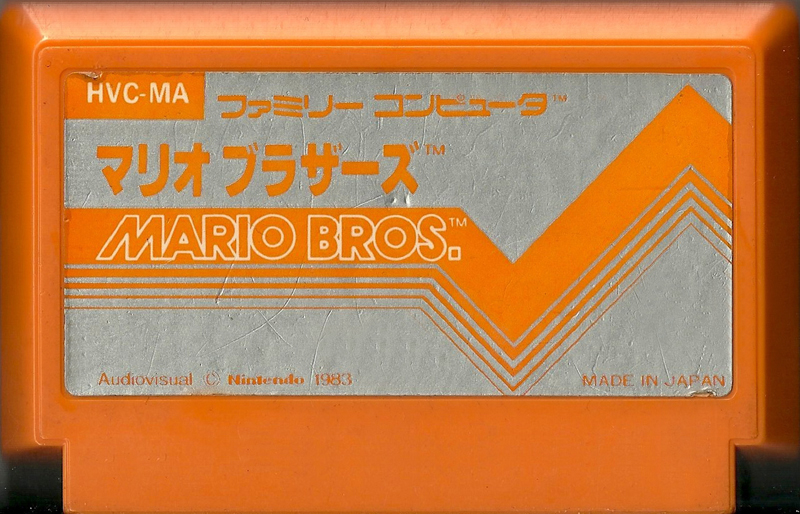 HVC-MA
ファミリー コンピュータ™
マリオ ブラザーズ™
MARIO BROS.™
Audiovisual © Nintendo 1983
MADE IN JAPAN